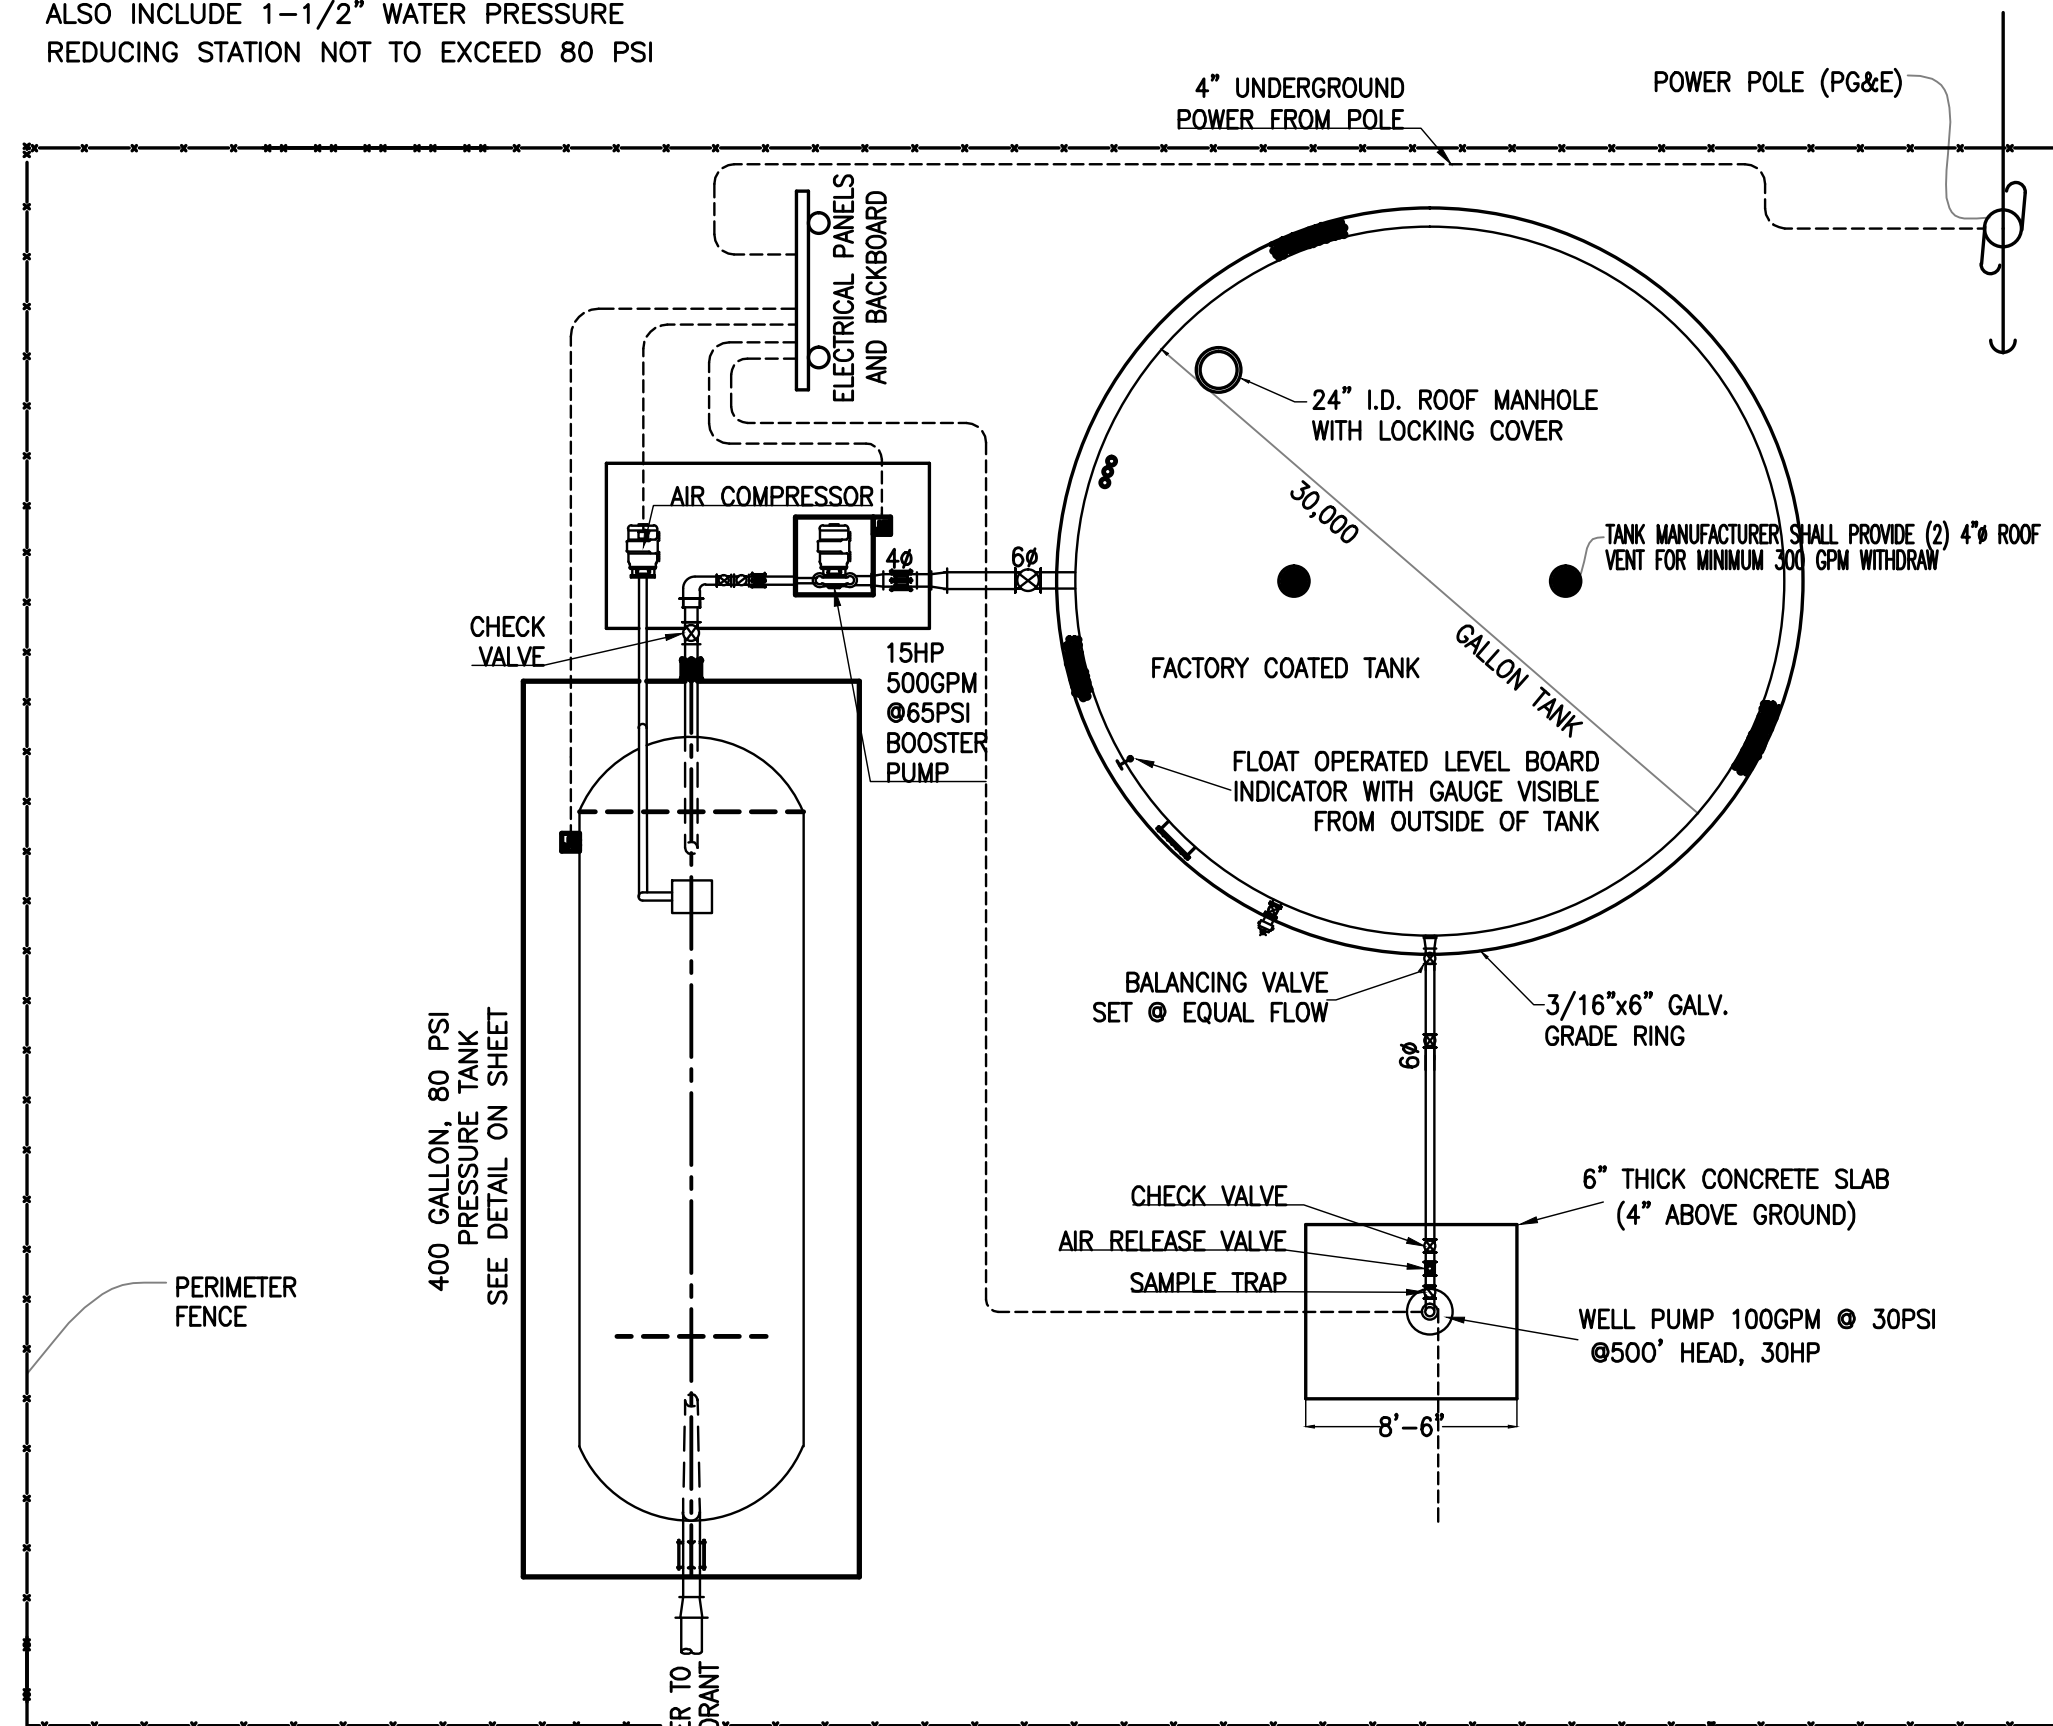 ALSO INCLUDE 1-1/2" WATER PRESSURE
REDUCING STATION NOT TO EXCEED 80 PSI
4" UNDERGROUND
POWER FROM POLE
POWER POLE (PG&E)
ELECTRICAL PANELS
AND BACKBOARD
24" I.D. ROOF MANHOLE
WITH LOCKING COVER
AIR COMPRESSOR
30,000
GALLON TANK
TANK MANUFACTURER SHALL PROVIDE (2) 4"ø ROOF
VENT FOR MINIMUM 300 GPM WITHDRAW
4ø
6ø
CHECK
VALVE
15HP
500GPM
@65PSI
BOOSTER
PUMP
FACTORY COATED TANK
FLOAT OPERATED LEVEL BOARD
INDICATOR WITH GAUGE VISIBLE
FROM OUTSIDE OF TANK
BALANCING VALVE
SET @ EQUAL FLOW
3/16"x6" GALV.
GRADE RING
6ø
400 GALLON, 80 PSI
PRESSURE TANK
SEE DETAIL ON SHEET
CHECK VALVE
AIR RELEASE VALVE
SAMPLE TRAP
6" THICK CONCRETE SLAB
(4" ABOVE GROUND)
PERIMETER
FENCE
WELL PUMP 100GPM @ 30PSI
@500' HEAD, 30HP
8'-6"
ER TO
DRANT